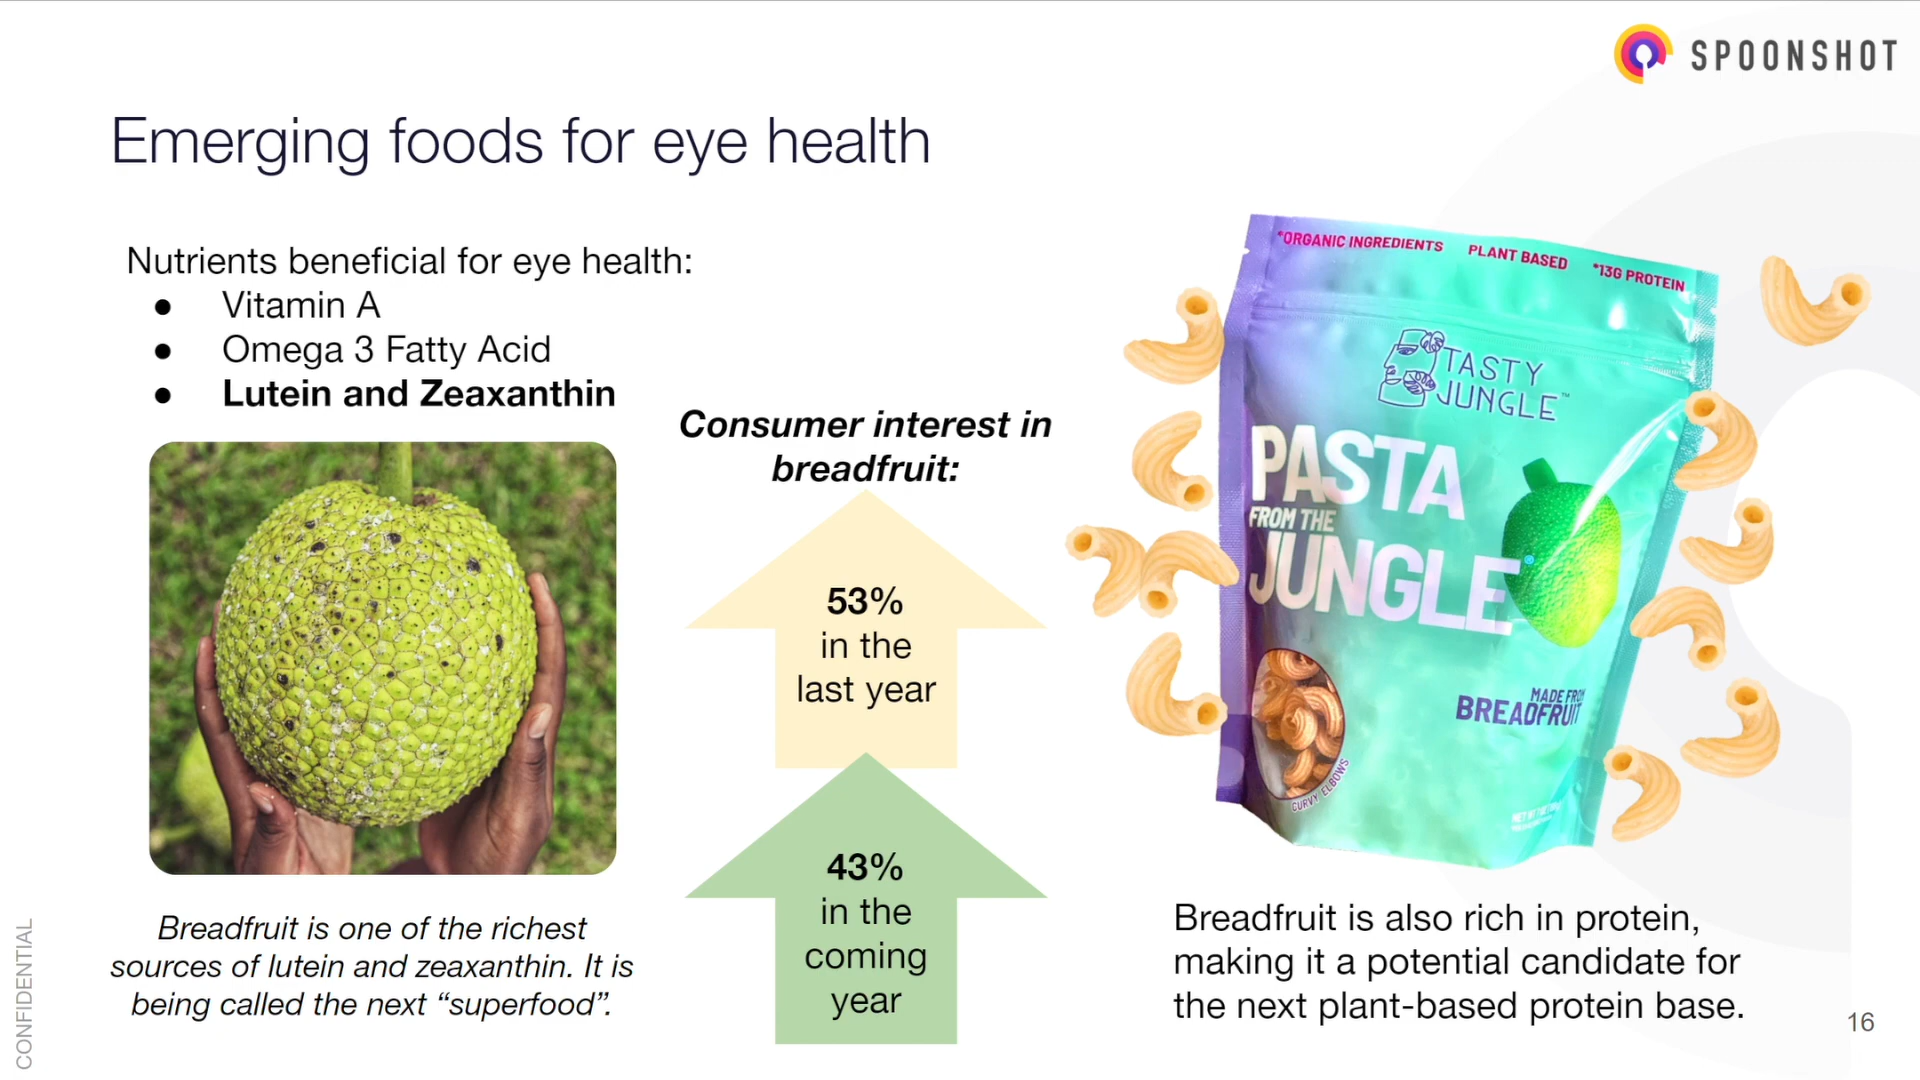 SPOONSHOT
Emerging foods for eye health
Nutrients beneficial for eye health:
● Vitamin A
● Omega 3 Fatty Acid
● Lutein and Zeaxanthin
Breadfruit is one of the richest
sources of lutein and zeaxanthin. It is
being called the next “superfood”.
Consumer interest in
breadfruit:
53%
in the
last year
43%
in the
coming
year
*ORGANIC INGREDIENTS PLANT BASED *13G PROTEIN
TASTY
JUNGLE™
PASTA
FROM THE
JUNGLE®
MADE FROM
BREADFRUIT
CURVY ELBOWS
Breadfruit is also rich in protein,
making it a potential candidate for
the next plant-based protein base.
CONFIDENTIAL
16